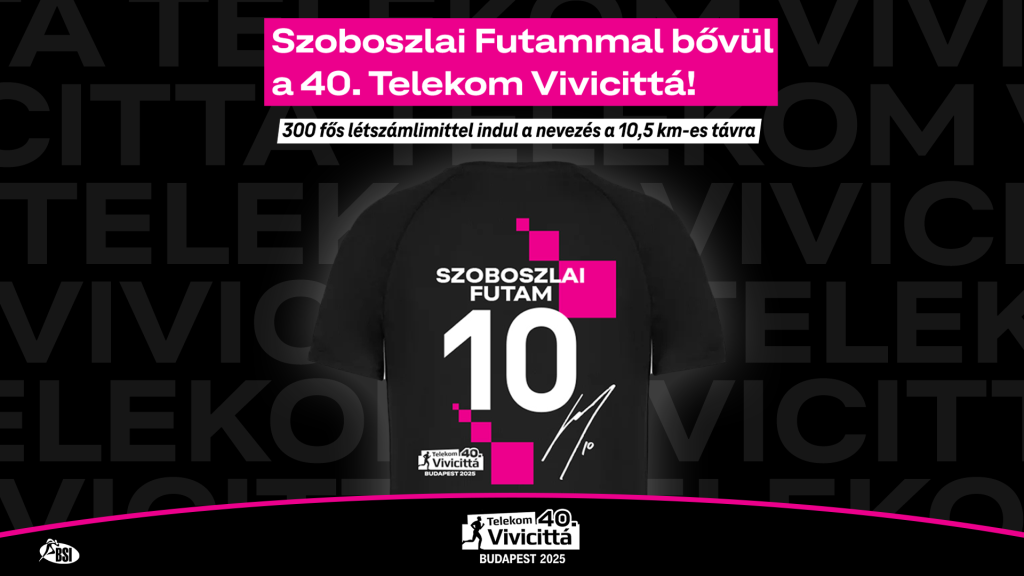 Szoboszlai Futammal bővül
a 40. Telekom Vivicittá!
300 fős létszámlimittel indul a nevezés a 10,5 km-es távra
SZOBOSZLAI
FUTAM
10
10
Telekom 40.
Vivicittá
BUDAPEST 2025
Telekom 40.
Vivicittá
BUDAPEST 2025
BSI